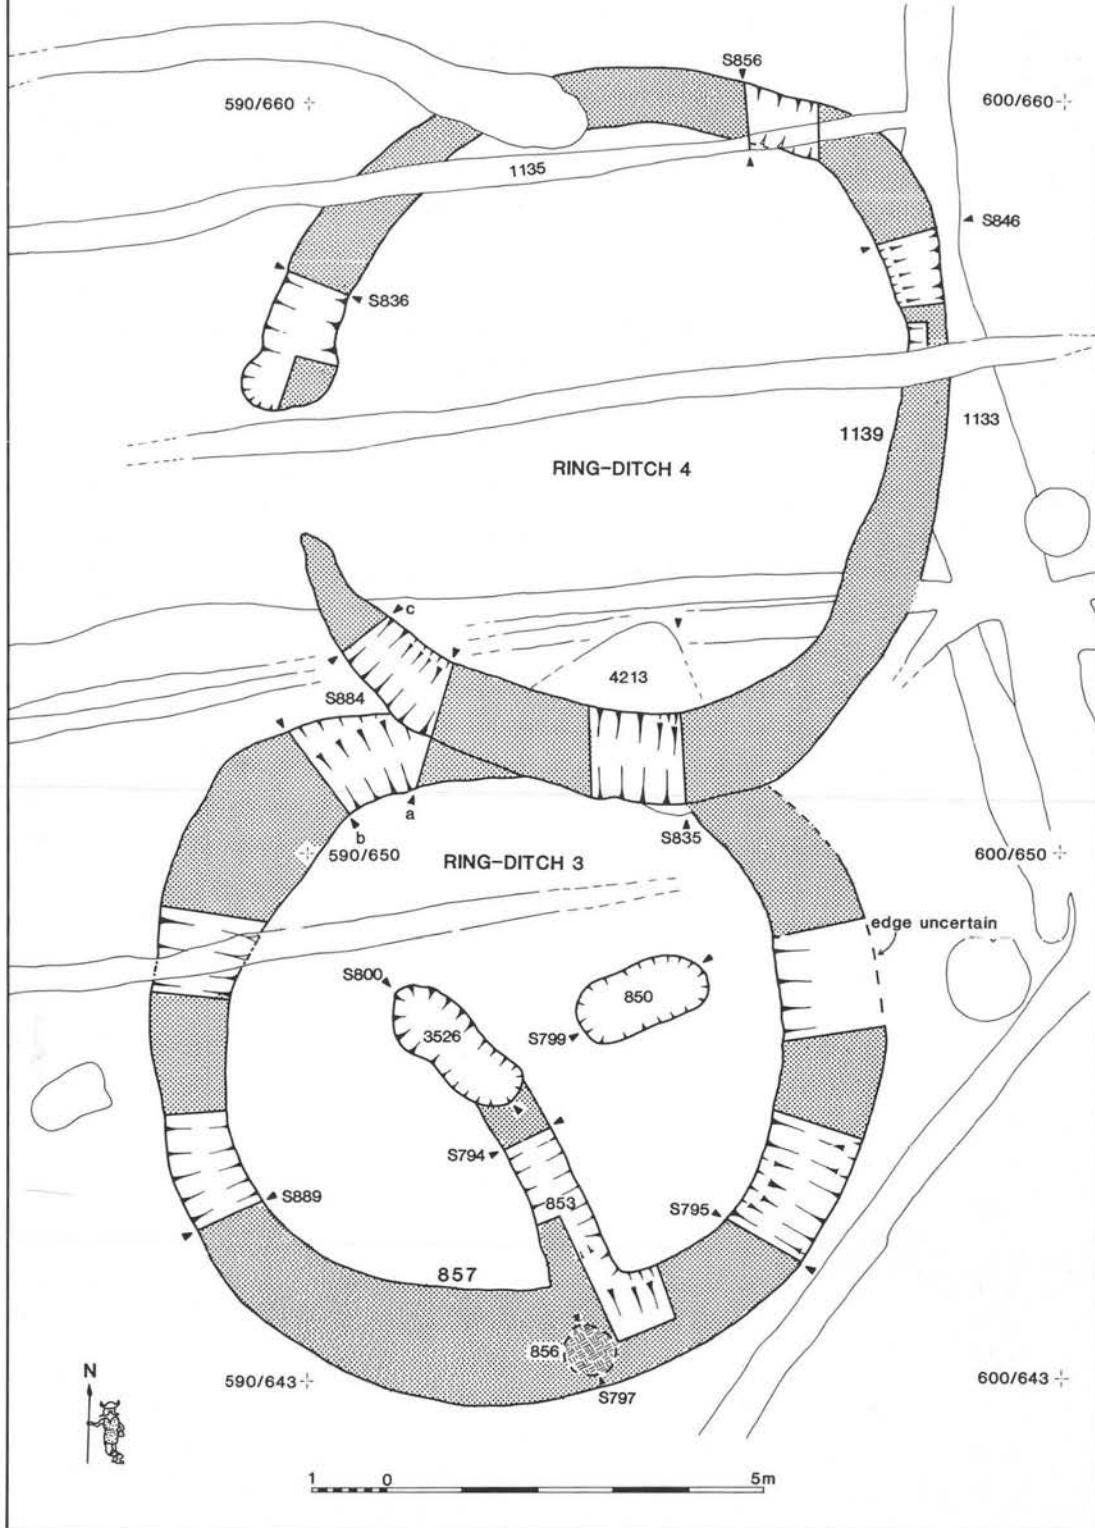 S856
590/660
600/660
1135
S846
S836
1139
1133
RING-DITCH 4
c
4213
S884
a
b
590/650
S835
600/650
RING-DITCH 3
edge uncertain
S800
850
3526
S799
S794
S889
853
S795
857
856
N
590/643
600/643
S797
1 0 5m